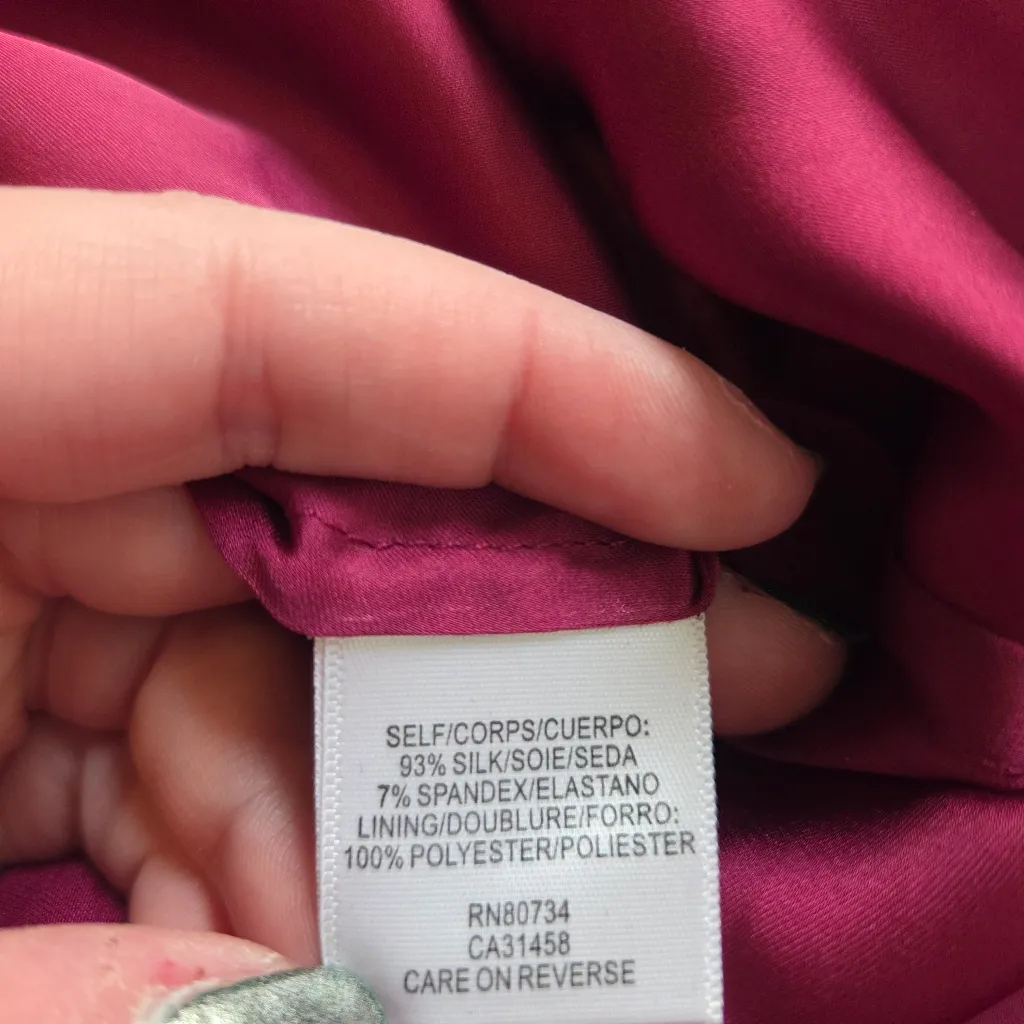 SELF/CORPS/CUERPO:
93% SILK/SOIE/SEDA
7% SPANDEX/ELASTANO
LINING/DOUBLURE/FORRO:
100% POLYESTER/POLIESTER
RN80734
CA31458
CARE ON REVERSE